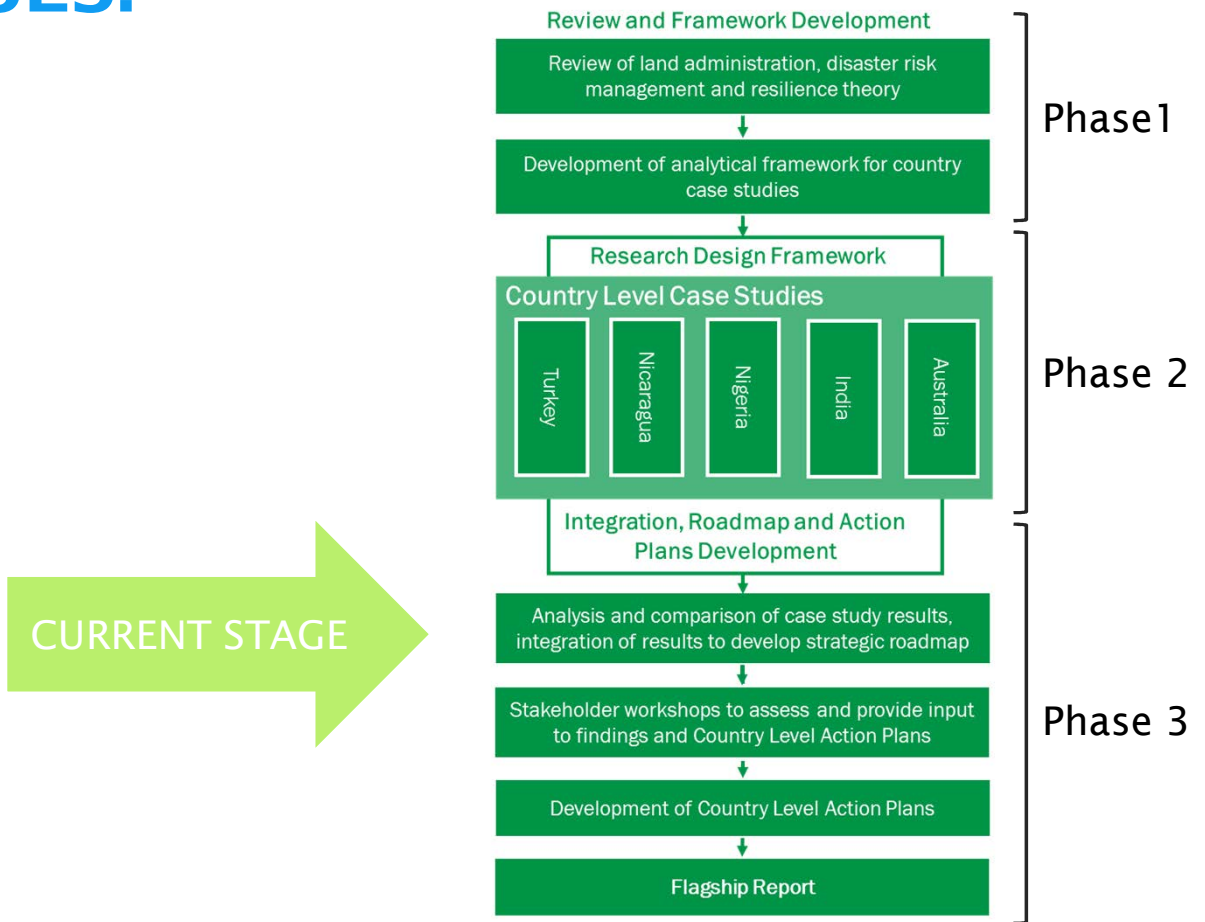 Review and Framework Development
Review of land administration, disaster risk
management and resilience theory
Phase1
Development of analytical framework for country
case studies
Research Design Framework
Country Level Case Studies
Turkey
Nicaragua
Nigeria
India
Australia
Phase 2
Integration, Roadmap and Action
Plans Development
CURRENT STAGE
Analysis and comparison of case study results,
integration of results to develop strategic roadmap
Stakeholder workshops to assess and provide input
to findings and Country Level Action Plans
Phase 3
Development of Country Level Action Plans
Flagship Report